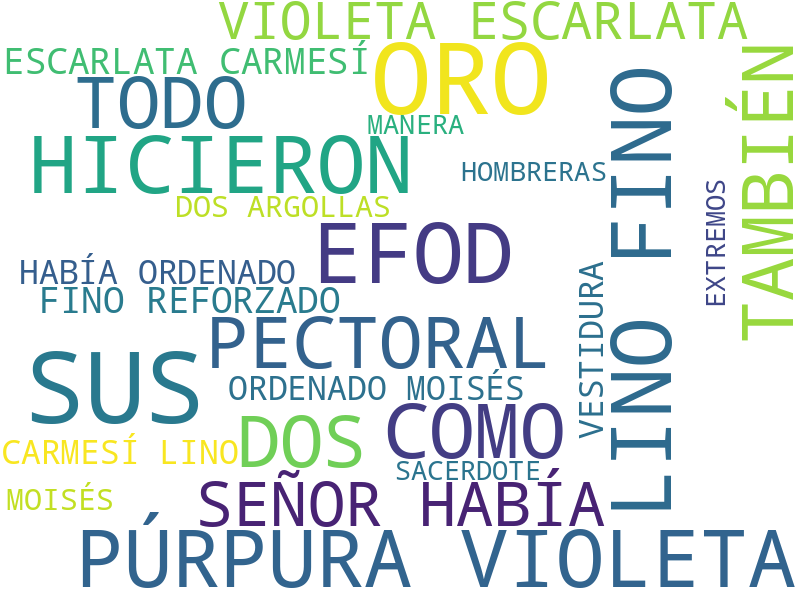 VIOLETA ESCARLATA
ESCARLATA CARMESÍ
ORO
TODO
MANERA
HICIERON
HOMBRERAS
DOS ARGOLLAS
LINO FINO
TAMBIÉN
EXTREMOS
EFOD
HABÍA ORDENADO
FINO REFORZADO
VESTIDURA
PECTORAL
SUS
ORDENADO MOISÉS
COMO
DOS
CARMESÍ LINO
SACERDOTE
MOISÉS
SEÑOR HABÍA
PÚRPURA VIOLETA